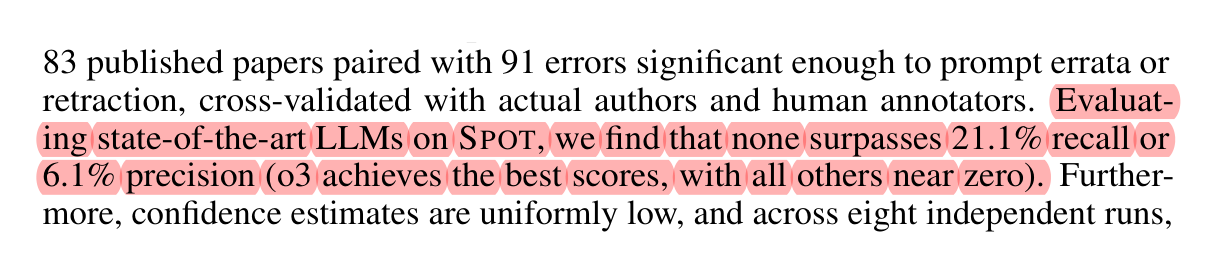 83 published papers paired with 91 errors significant enough to prompt errata or
retraction, cross-validated with actual authors and human annotators. Evaluat-
ing state-of-the-art LLMs on SPOT, we find that none surpasses 21.1% recall or
6.1% precision (o3 achieves the best scores, with all others near zero). Further-
more, confidence estimates are uniformly low, and across eight independent runs,